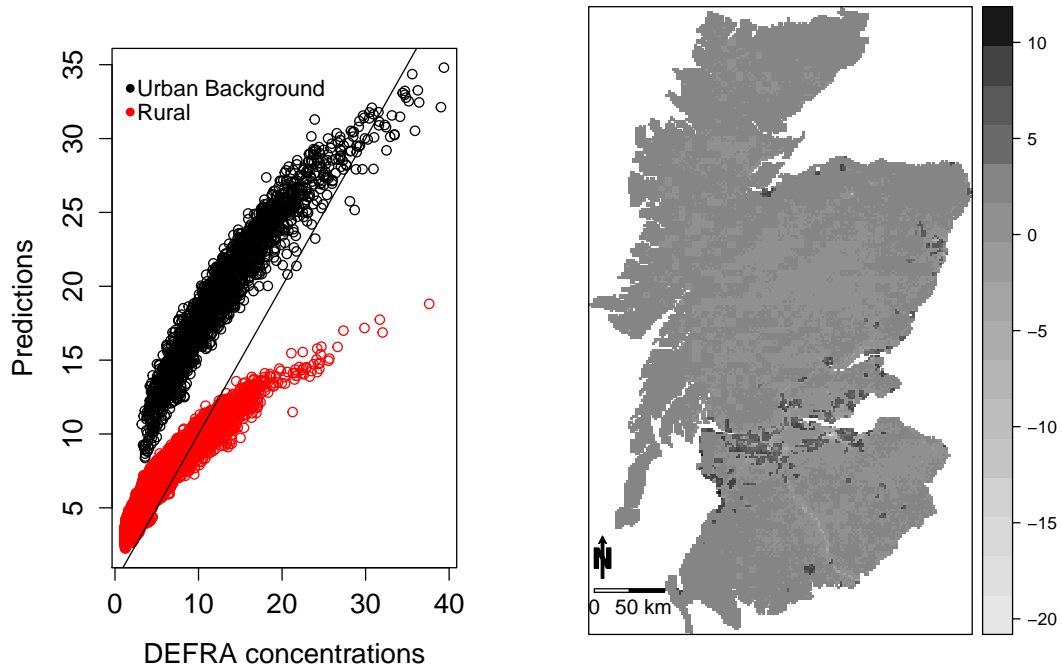 Predictions
35
30
25
20
15
10
5
Urban Background
Rural
0 10 20 30 40
DEFRA concentrations
N
0 50 km
10
5
0
−5
−10
−15
−20